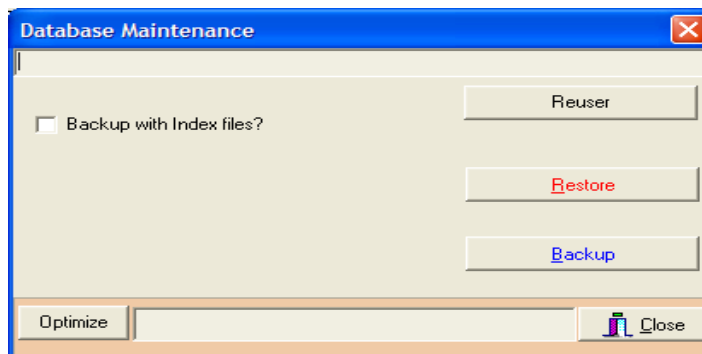 Database Maintenance
Reuser
Backup with Index files?
Restore
Backup
Optimize
Close